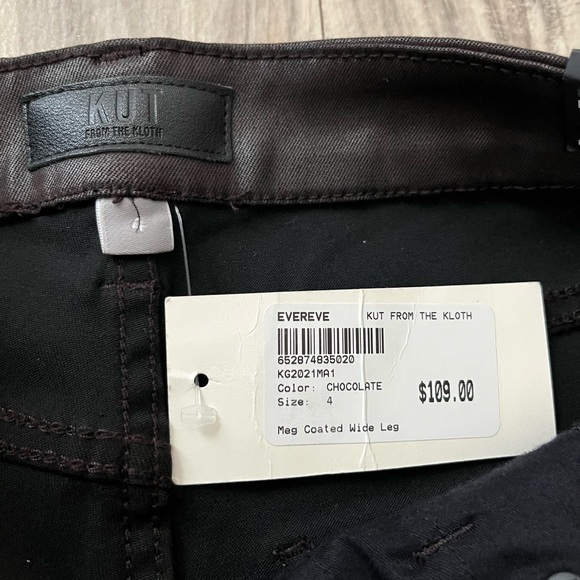 KUT
FROM THE KLOTH
4
EVEREVE KUT FROM THE KLOTH
652874835020
KG2021MA1
Color: CHOCOLATE
Size: 4
$109.00
Meg Coated Wide Leg